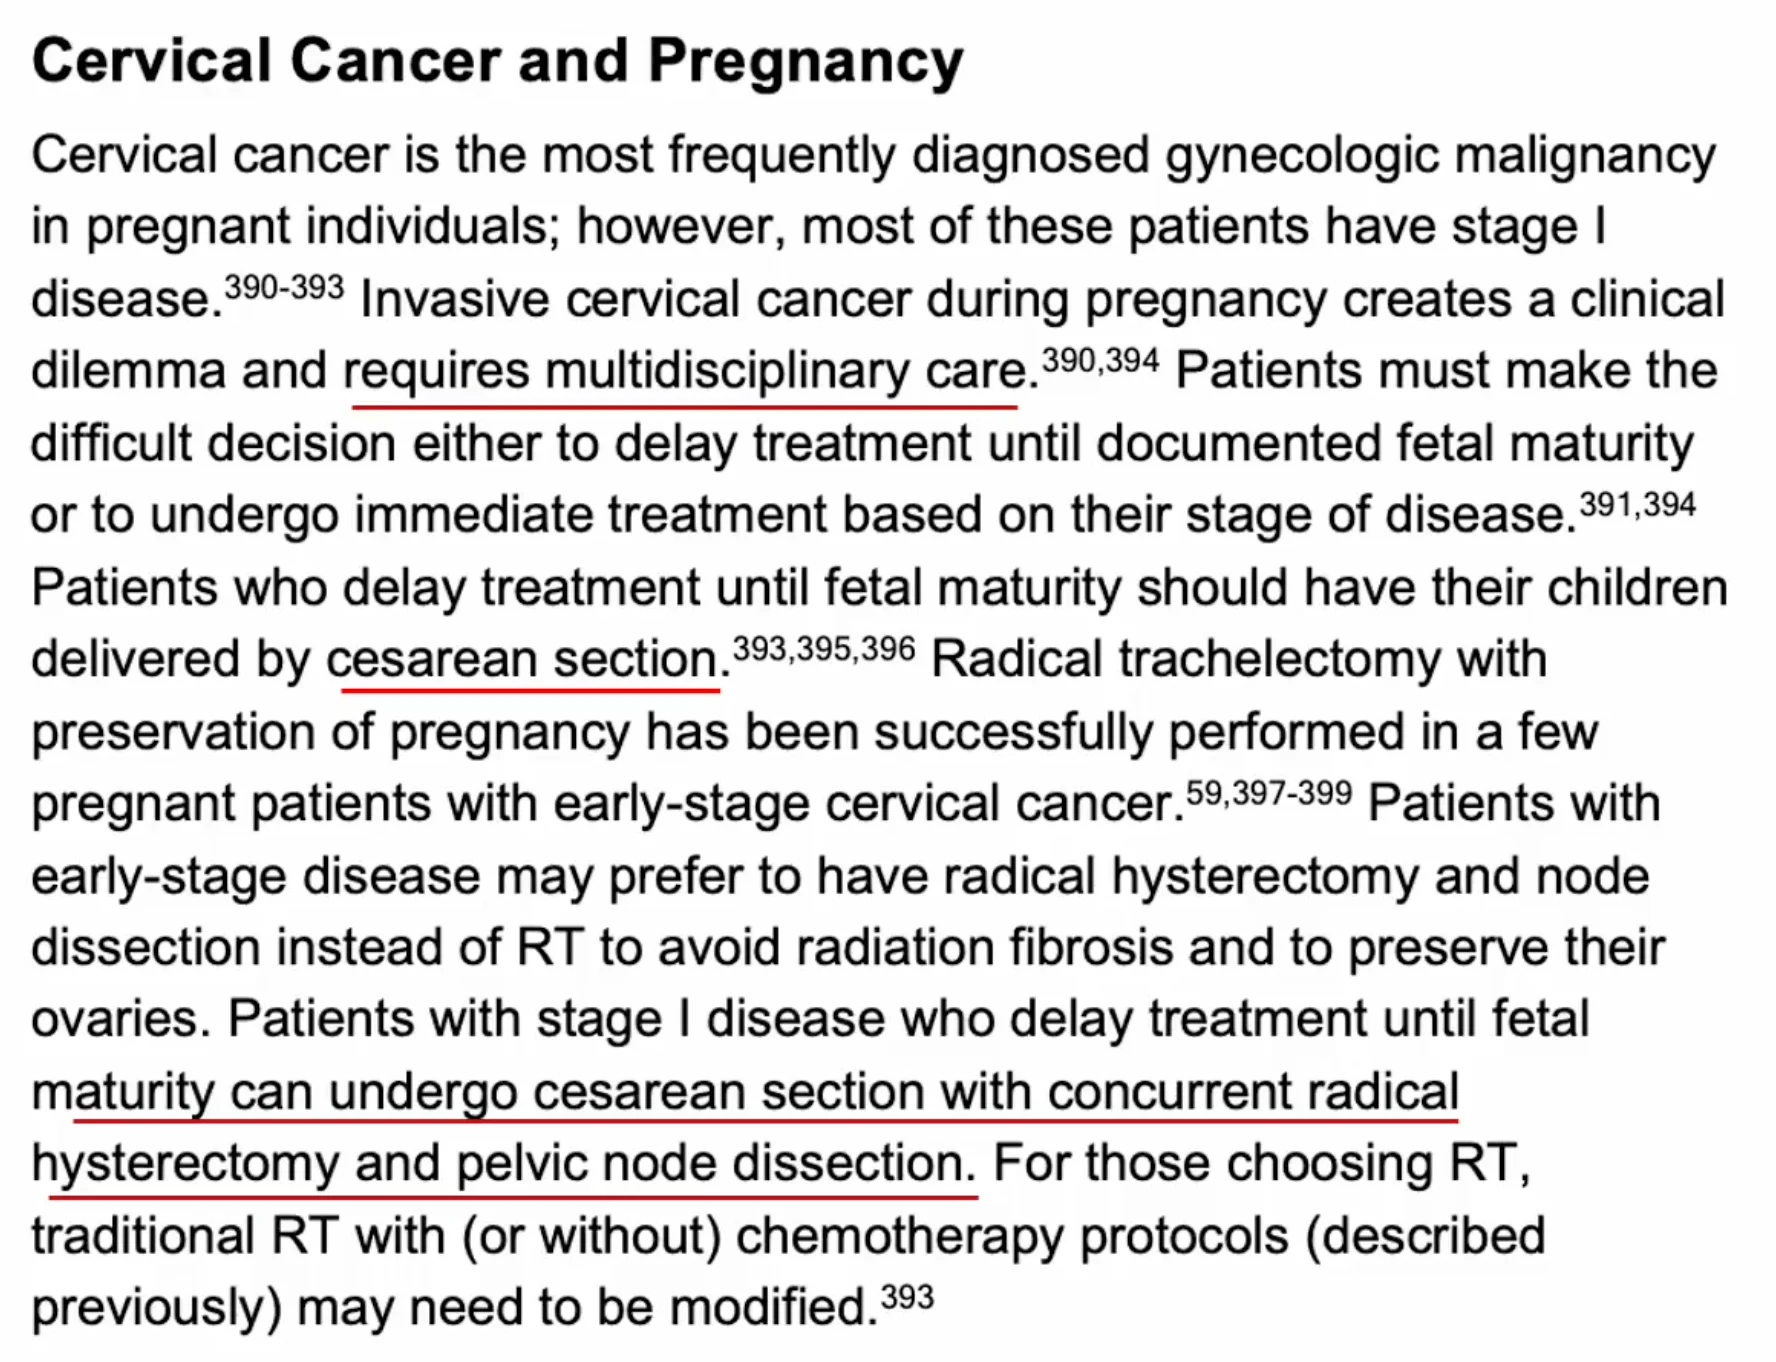 Cervical Cancer and Pregnancy
Cervical cancer is the most frequently diagnosed gynecologic malignancy
in pregnant individuals; however, most of these patients have stage I
disease.390-393 Invasive cervical cancer during pregnancy creates a clinical
dilemma and requires multidisciplinary care.390,394 Patients must make the
difficult decision either to delay treatment until documented fetal maturity
or to undergo immediate treatment based on their stage of disease.391,394
Patients who delay treatment until fetal maturity should have their children
delivered by cesarean section.393,395,396 Radical trachelectomy with
preservation of pregnancy has been successfully performed in a few
pregnant patients with early-stage cervical cancer.59,397-399 Patients with
early-stage disease may prefer to have radical hysterectomy and node
dissection instead of RT to avoid radiation fibrosis and to preserve their
ovaries. Patients with stage I disease who delay treatment until fetal
maturity can undergo cesarean section with concurrent radical
hysterectomy and pelvic node dissection. For those choosing RT,
traditional RT with (or without) chemotherapy protocols (described
previously) may need to be modified.393